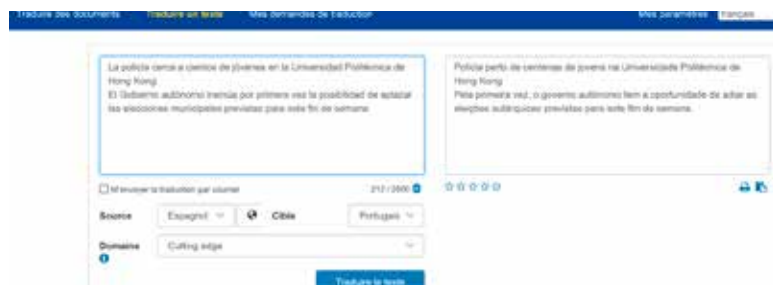 Traduire des documents Traduire un texte Mes demandes de traduction Mes paramètres français
La policía cerca a cientos de jóvenes en la Universidad Politécnica de
Hong Kong
El Gobierno autónomo insinúa por primera vez la posibilidad de aplazar
las elecciones municipales previstas para este fin de semana
Polícia perto de centenas de jovens na Universidade Politécnica de
Hong Kong
Pela primeira vez, o governo autónomo tem a oportunidade de adiar as
eleições autárquicas previstas para este fim de semana.
M'envoyer la traduction par courrier 212 / 2500
Source Espagnol Cible Portugais
Domaine Cutting edge
Traduire le texte